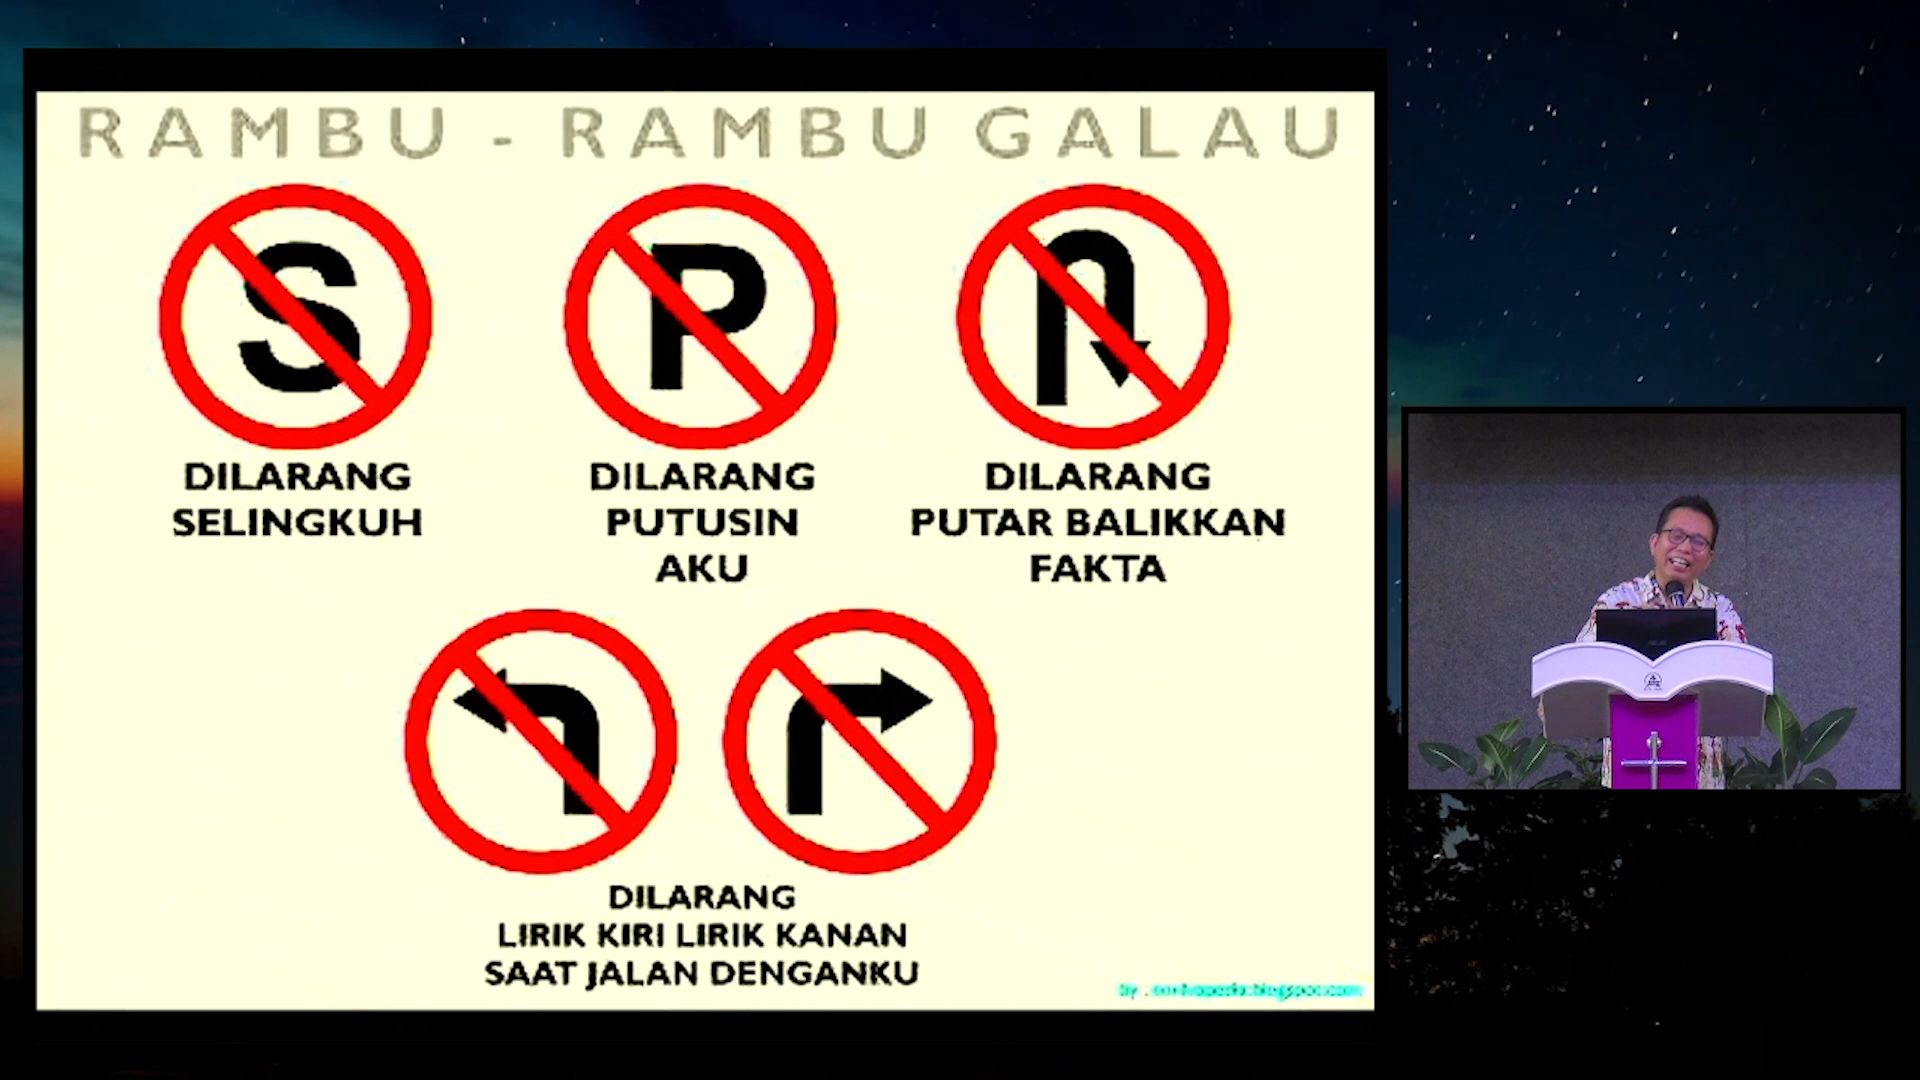 RAMBU - RAMBU GALAU
S
P
DILARANG
SELINGKUH
DILARANG
PUTUSIN
AKU
DILARANG
PUTAR BALIKKAN
FAKTA
DILARANG
LIRIK KIRI LIRIK KANAN
SAAT JALAN DENGANKU